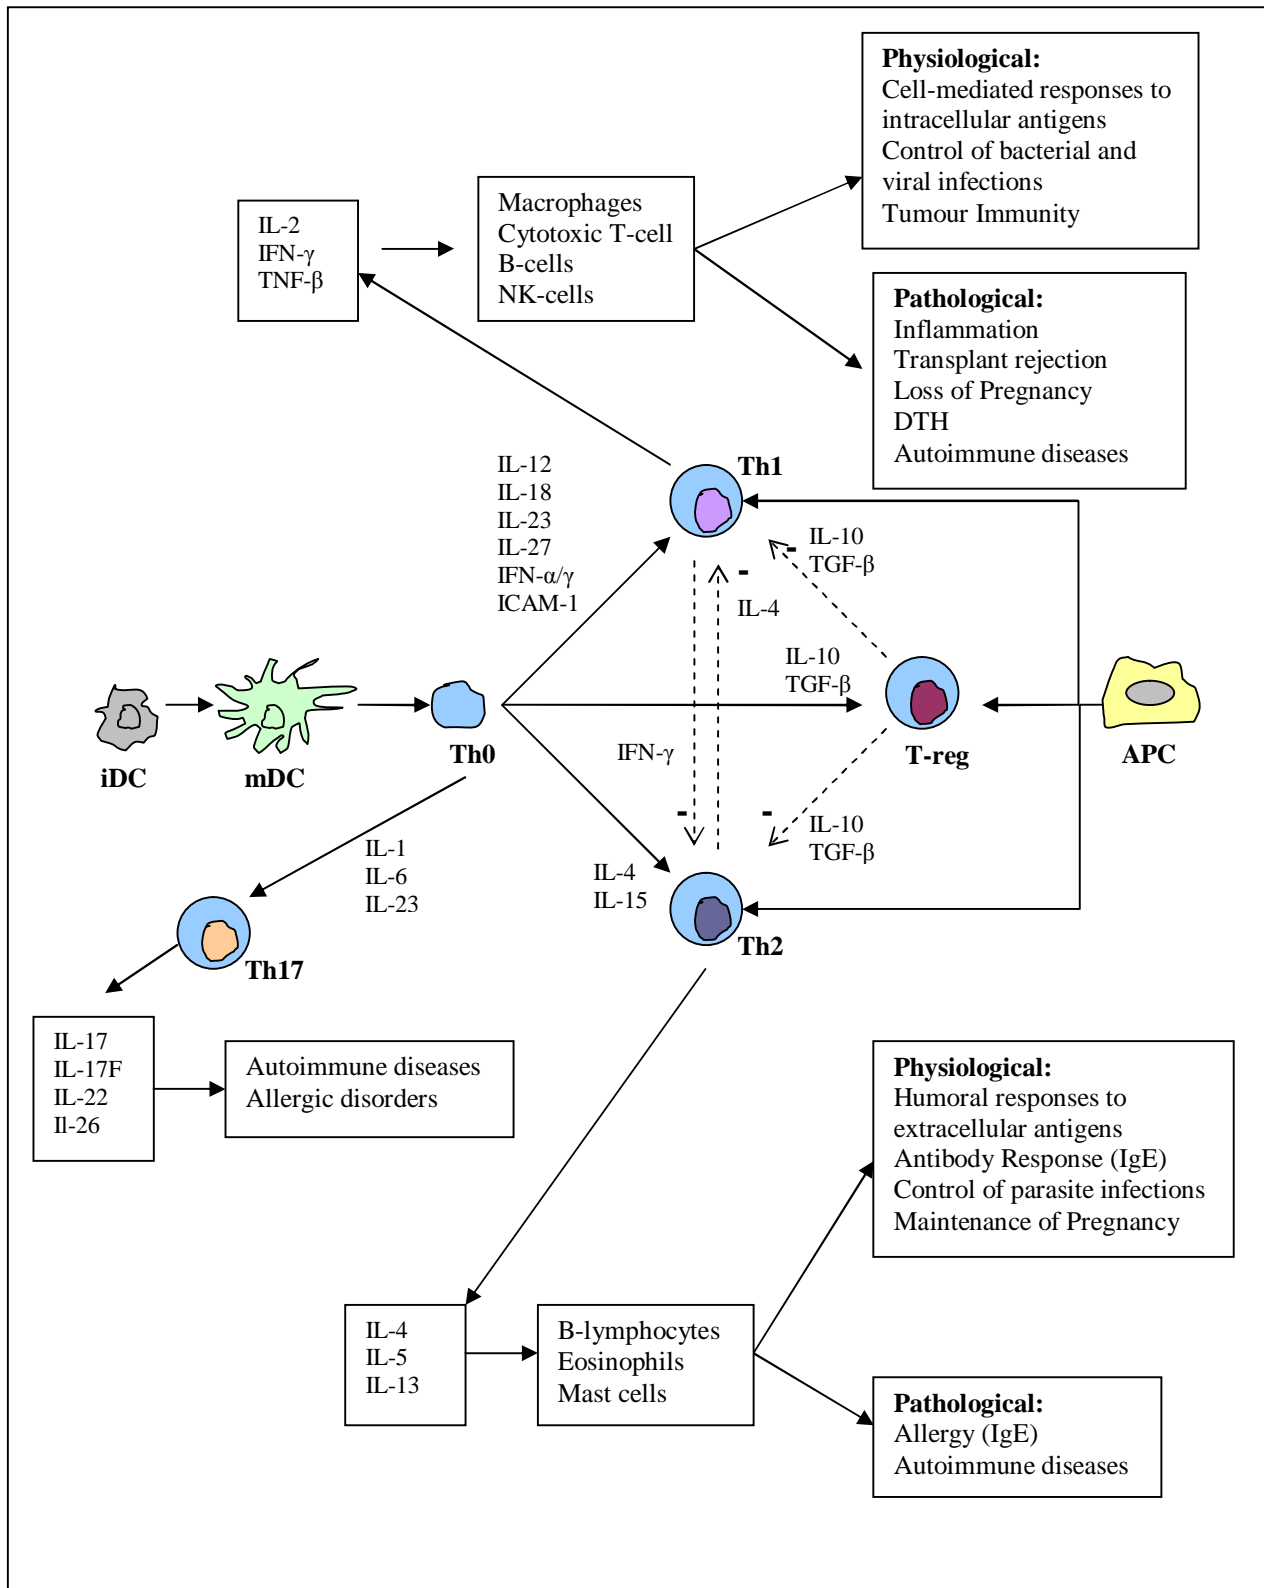 Physiological:
Cell-mediated responses to
intracellular antigens
Control of bacterial and
viral infections
Tumour Immunity
Macrophages
Cytotoxic T-cell
B-cells
NK-cells
IL-2
IFN-γ
TNF-β
Pathological:
Inflammation
Transplant rejection
Loss of Pregnancy
DTH
Autoimmune diseases
Th1
IL-12
IL-18
IL-23
IL-27
IFN-α/γ
ICAM-1
-
IL-10
TGF-β
-
IL-4
IL-10
TGF-β
iDC
mDC
Th0
IFN-γ
T-reg
APC
-
-
IL-10
TGF-β
IL-1
IL-6
IL-23
IL-4
IL-15
Th2
Th17
IL-17
IL-17F
IL-22
Il-26
Autoimmune diseases
Allergic disorders
Physiological:
Humoral responses to
extracellular antigens
Antibody Response (IgE)
Control of parasite infections
Maintenance of Pregnancy
IL-4
IL-5
IL-13
B-lymphocytes
Eosinophils
Mast cells
Pathological:
Allergy (IgE)
Autoimmune diseases